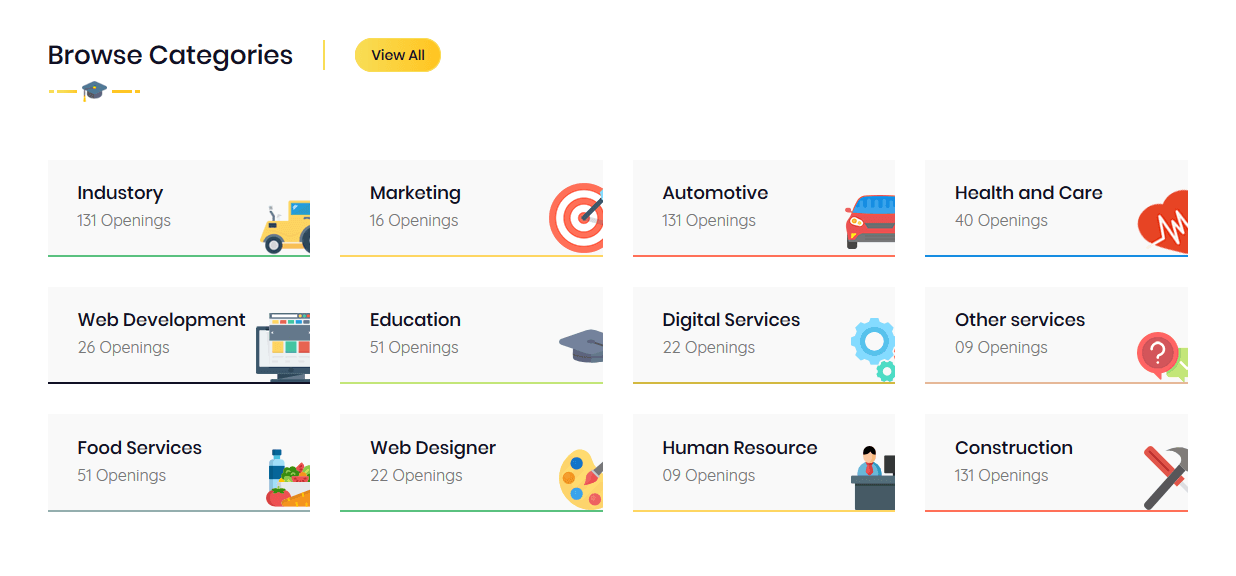 Browse Categories
View All
Industory
131 Openings
Marketing
16 Openings
Automotive
131 Openings
Health and Care
40 Openings
Web Development
26 Openings
Education
51 Openings
Digital Services
22 Openings
Other services
09 Openings
?
Food Services
51 Openings
Web Designer
22 Openings
Human Resource
09 Openings
Construction
131 Openings